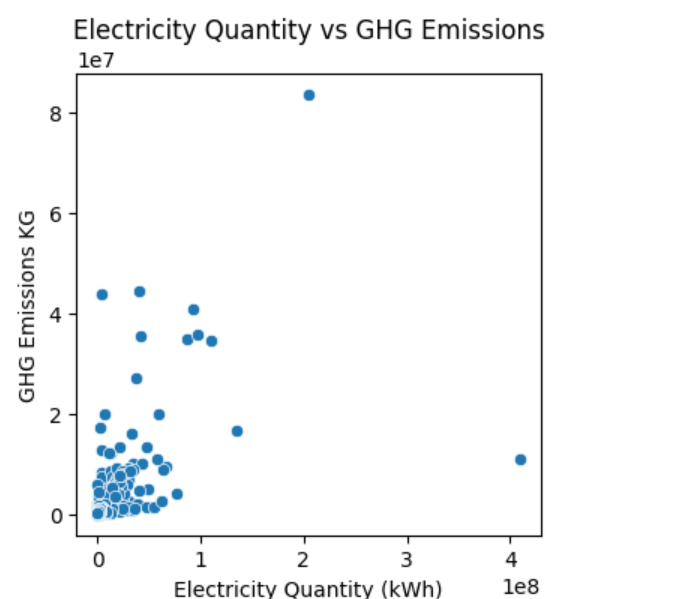 Electricity Quantity vs GHG Emissions
1e7
8
6
4
2
0
GHG Emissions KG
0 1 2 3 4
Electricity Quantity (kWh) 1e8